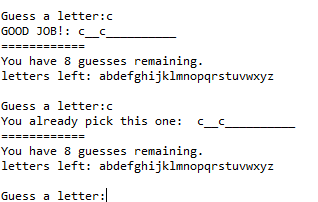 Guess a letter:c
GOOD JOB!: c__c__________
============
You have 8 guesses remaining.
letters left: abdefghijklmnopqrstuvwxyz
Guess a letter:c
You already pick this one:  c__c__________
============
You have 8 guesses remaining.
letters left: abdefghijklmnopqrstuvwxyz
Guess a letter: